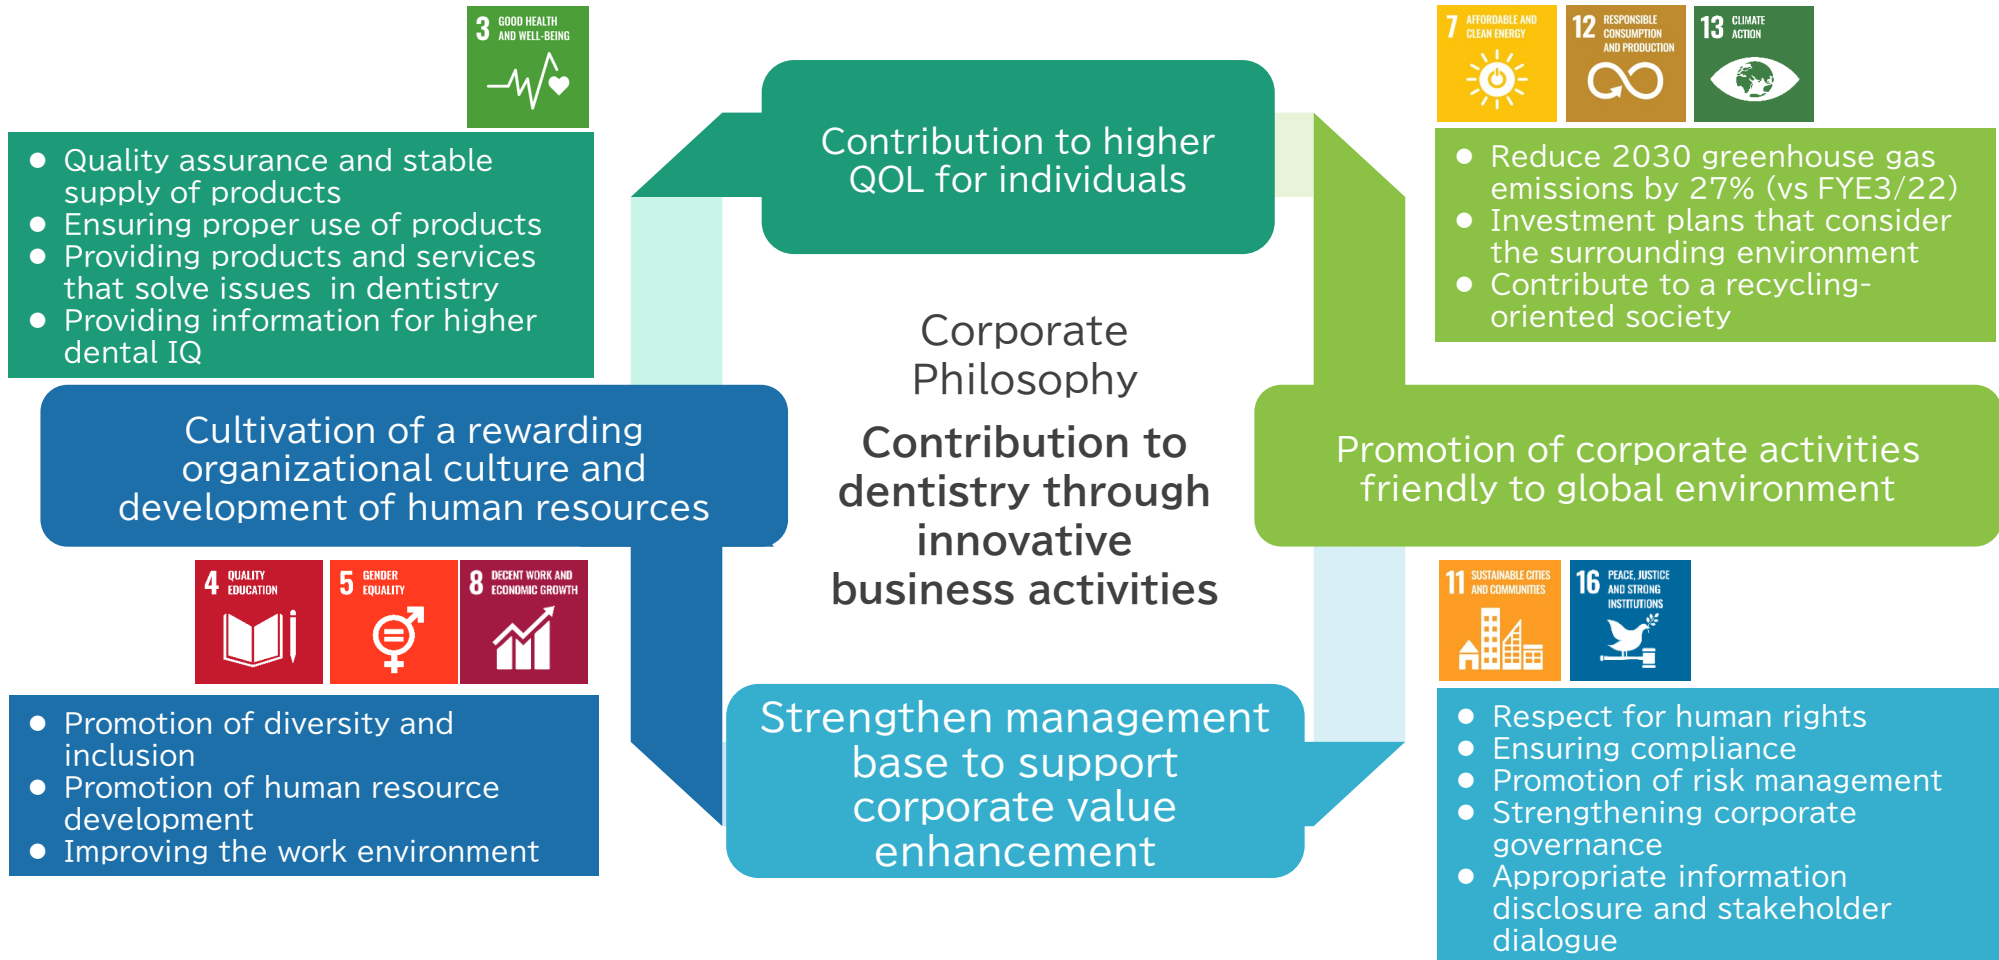 3 GOOD HEALTH
AND WELL-BEING
● Quality assurance and stable
supply of products
● Ensuring proper use of products
● Providing products and services
that solve issues in dentistry
● Providing information for higher
dental IQ
Contribution to higher
QOL for individuals
7 AFFORDABLE AND
CLEAN ENERGY
12 RESPONSIBLE
CONSUMPTION
AND PRODUCTION
13 CLIMATE
ACTION
● Reduce 2030 greenhouse gas
emissions by 27% (vs FYE3/22)
● Investment plans that consider
the surrounding environment
● Contribute to a recycling-
oriented society
Corporate
Philosophy
Contribution to
dentistry through
innovative
business activities
Cultivation of a rewarding
organizational culture and
development of human resources
Promotion of corporate activities
friendly to global environment
4 QUALITY
EDUCATION
5 GENDER
EQUALITY
8 DECENT WORK AND
ECONOMIC GROWTH
● Promotion of diversity and
inclusion
● Promotion of human resource
development
● Improving the work environment
Strengthen management
base to support
corporate value
enhancement
11 SUSTAINABLE CITIES
AND COMMUNITIES
16 PEACE, JUSTICE
AND STRONG
INSTITUTIONS
● Respect for human rights
● Ensuring compliance
● Promotion of risk management
● Strengthening corporate
governance
● Appropriate information
disclosure and stakeholder
dialogue